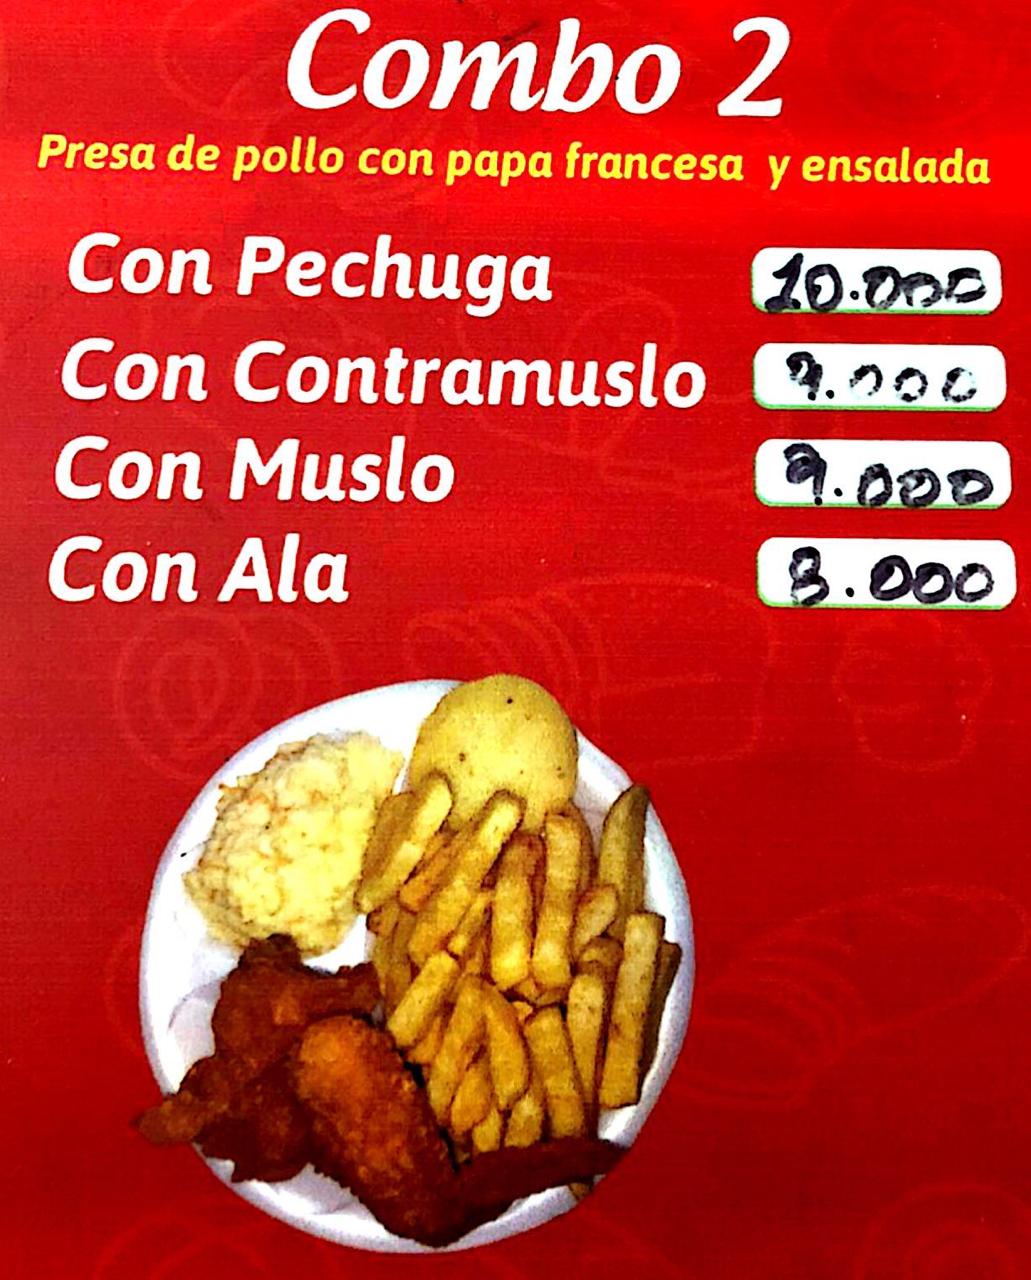 Combo 2
Presa de pollo con papa francesa y ensalada
Con Pechuga 10.000
Con Contramuslo 9.000
Con Muslo 9.000
Con Ala 8.000